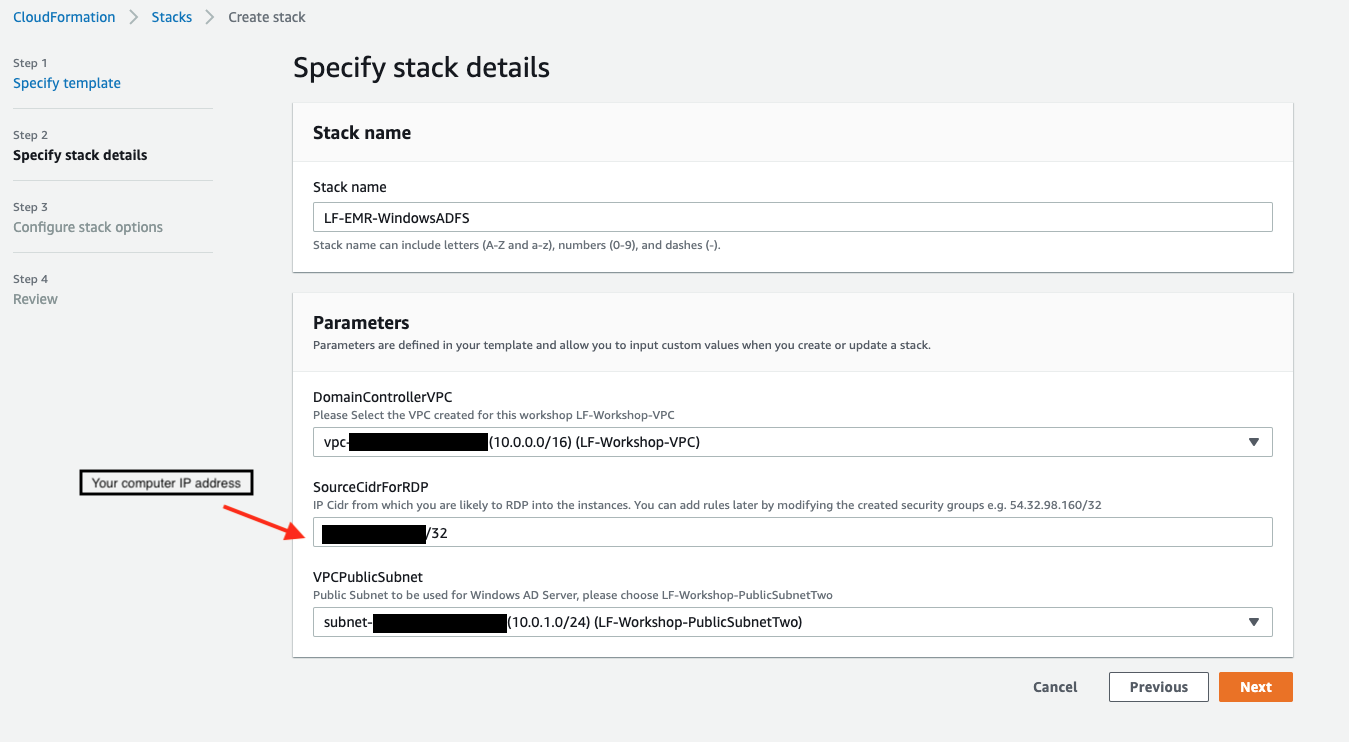 CloudFormation > Stacks > Create stack
Step 1
Specify template
Step 2
Specify stack details
Step 3
Configure stack options
Step 4
Review
Specify stack details
Stack name
Stack name
LF-EMR-WindowsADFS
Stack name can include letters (A-Z and a-z), numbers (0-9), and dashes (-).
Parameters
Parameters are defined in your template and allow you to input custom values when you create or update a stack.
DomainControllerVPC
Please Select the VPC created for this workshop LF-Workshop-VPC
vpc- (10.0.0.0/16) (LF-Workshop-VPC)
Your computer IP address
SourceCidrForRDP
IP Cidr from which you are likely to RDP into the instances. You can add rules later by modifying the created security groups e.g. 54.32.98.160/32
/32
VPCPublicSubnet
Public Subnet to be used for Windows AD Server, please choose LF-Workshop-PublicSubnetTwo
subnet- (10.0.1.0/24) (LF-Workshop-PublicSubnetTwo)
Cancel Previous Next